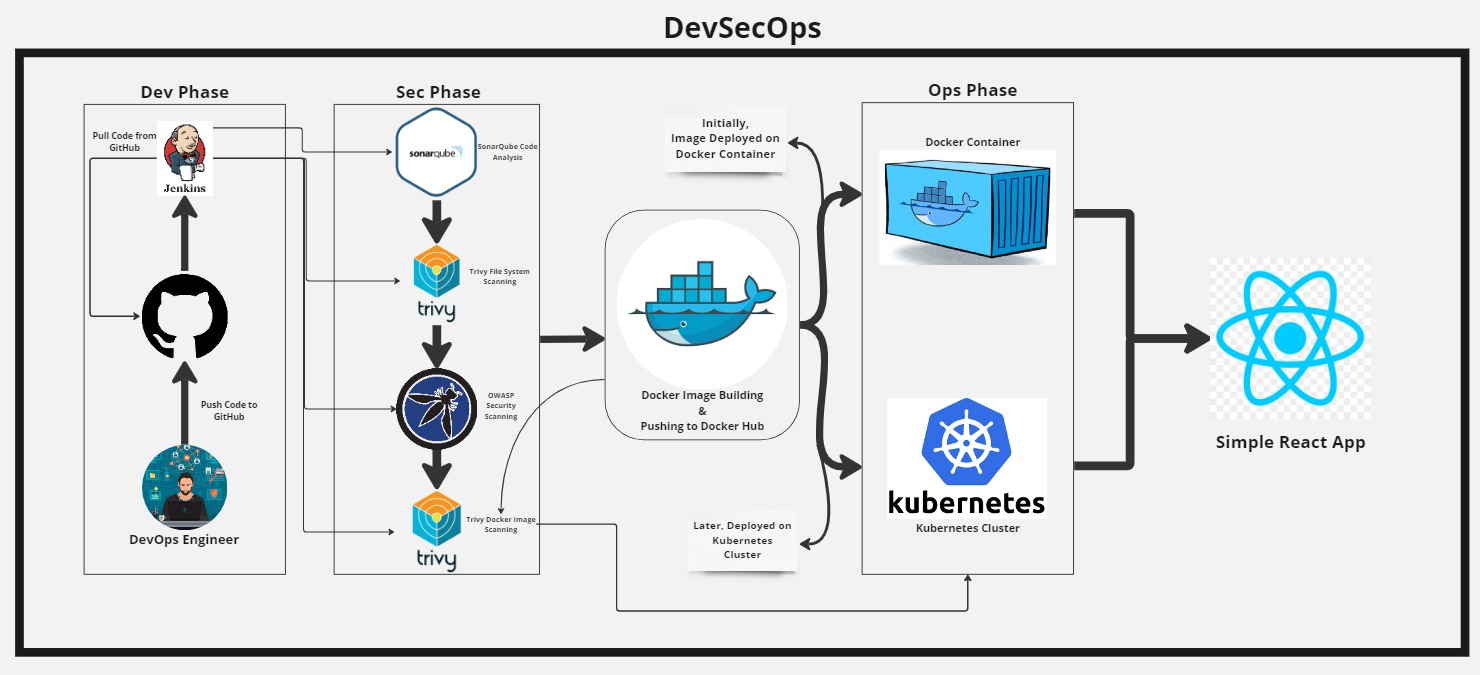 DevSecOps
Dev Phase
Pull Code from
GitHub
Jenkins
Push Code to
GitHub
DevOps Engineer
Sec Phase
sonarqube
SonarQube Code
Analysis
trivy
Trivy File System
Scanning
OWASP
Security
Scanning
trivy
Trivy Docker Image
Scanning
Docker Image Building
&
Pushing to Docker Hub
Initially,
Image Deployed on
Docker Container
Later, Deployed on
Kubernetes
Cluster
Ops Phase
Docker Container
kubernetes
Kubernetes Cluster
Simple React App